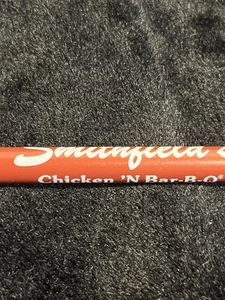 Smithfield's
Chicken 'N Bar-B-Q®